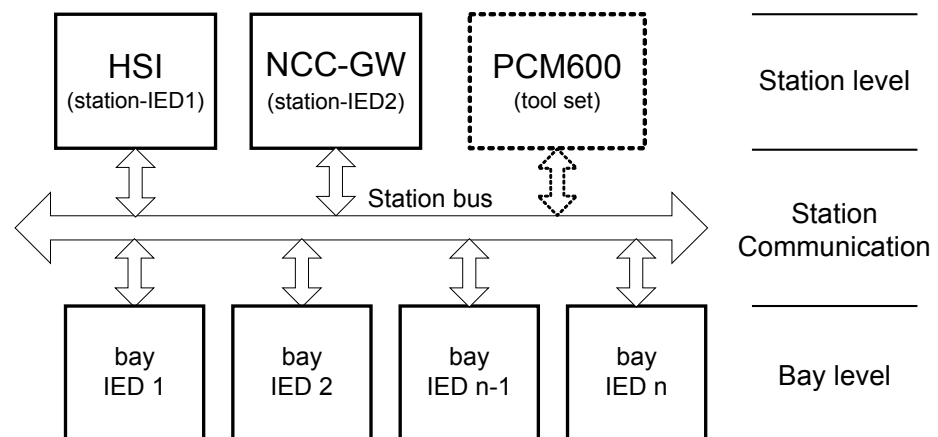 HSI
(station-IED1)
NCC-GW
(station-IED2)
PCM600
(tool set)
Station level
Station bus
Station
Communication
bay
IED 1
bay
IED 2
bay
IED n-1
bay
IED n
Bay level